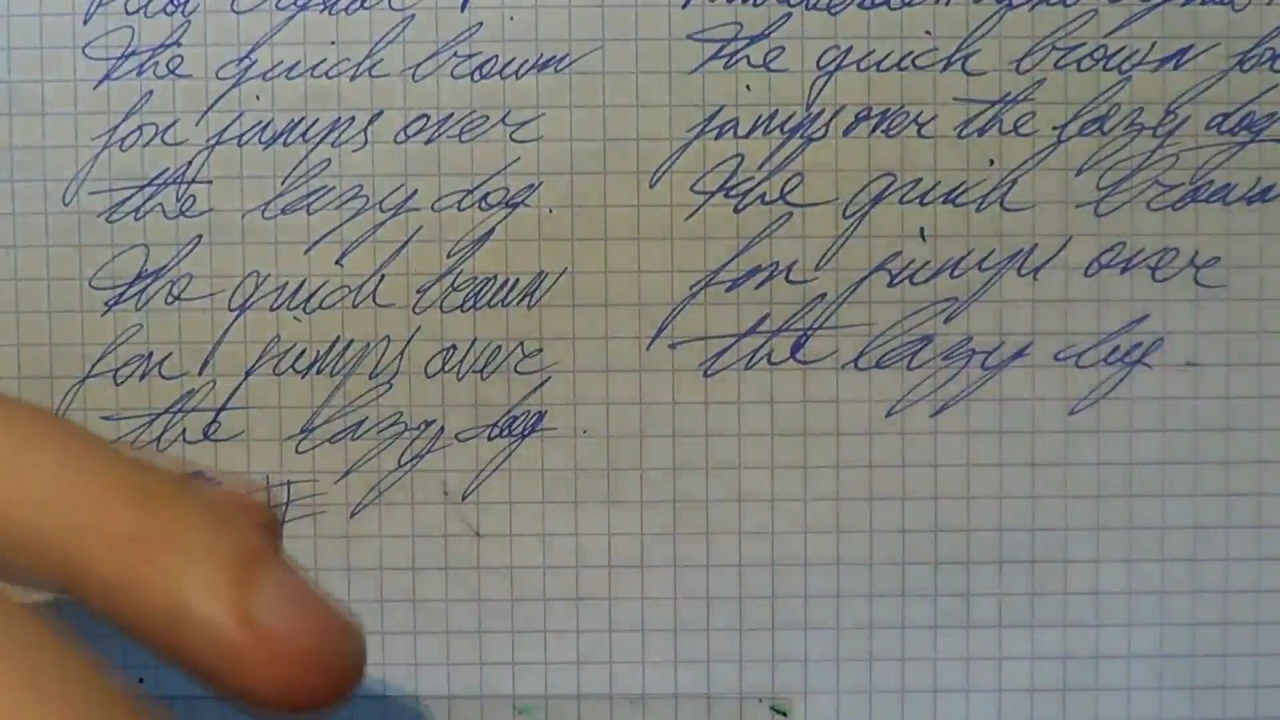 The quick brown
fox jumps over
the lazy dog.
The quick brown
fox jumps over
the lazy dog.
The quick brown fox
jumps over the lazy dog
The quick brown
fox jumps over
the lazy dog.